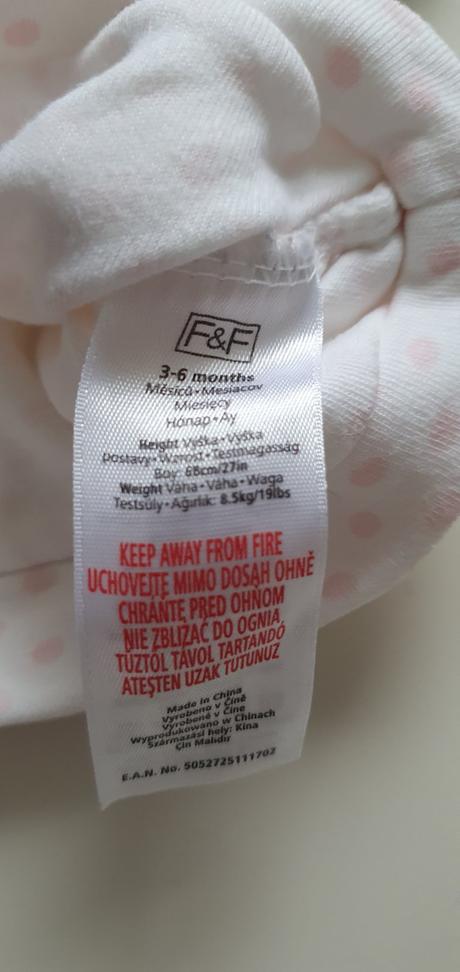 F&F
3-6 months
Měsíců • Mesiacov
Miesięcy
Hónap • Ay
Height Výška • Výška
Postavy • Wzrost • Testmagasság
Boy: 68cm/27in
Weight Váha • Váha • Waga
Testsúly • Ağirlik: 8.5kg/19lbs
KEEP AWAY FROM FIRE
UCHOVEJTE MIMO DOSAH OHNĚ
CHRÁŇTE PRED OHŇOM
NIE ZBLIŻAĆ DO OGNIA
TŰZTŐL TÁVOL TARTANDÓ
ATEŞTEN UZAK TUTUNUZ
Made in China
Vyrobeno v Číně
Vyrobené v Číne
Wyprodukowano w Chinach
Származási hely: Kína
Çin Malıdır
E.A.N. No. 5052725111702